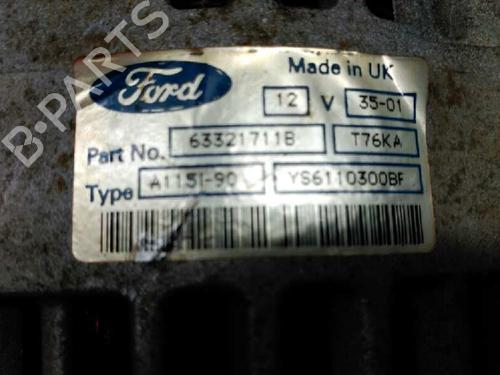 B-PARTS
Ford
Made in UK
12 V 35-01
Part No. 63321711B T76KA
Type A115I-90 YS6110300BF